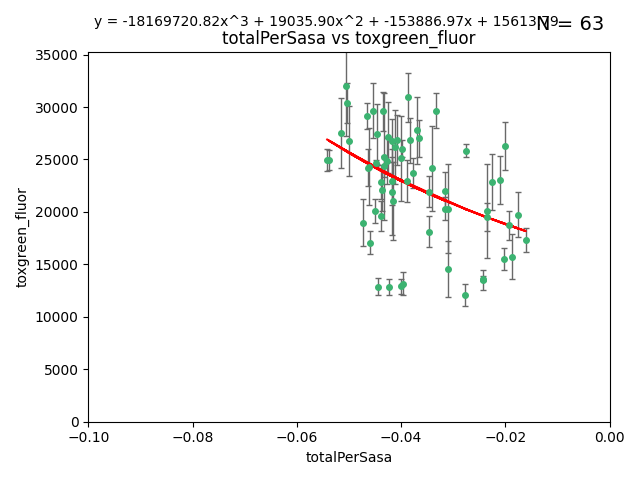 y = -18169720.82x^3 + 19035.90x^2 + -153886.97x + 15613.79
N = 63
totalPerSasa vs toxgreen_fluor
35000
30000
25000
20000
15000
10000
5000
0
toxgreen_fluor
−0.10 −0.08 −0.06 −0.04 −0.02 0.00
totalPerSasa